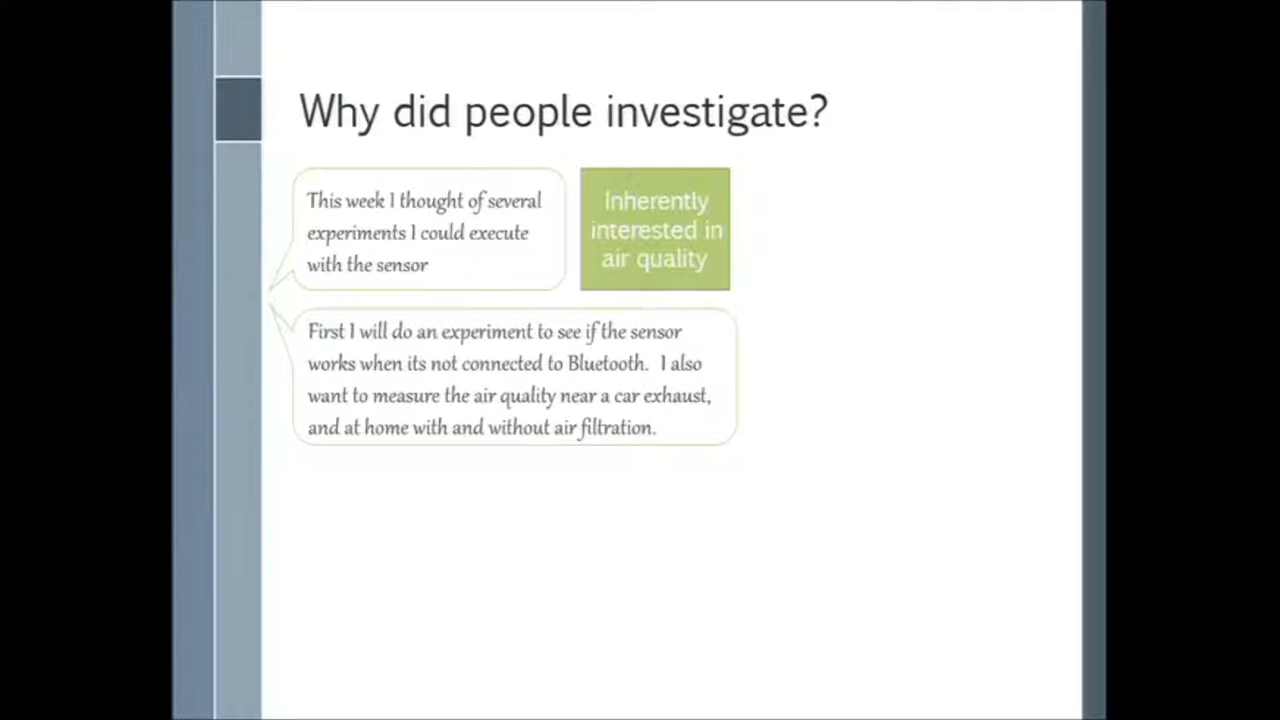 Why did people investigate?
This week I thought of several
experiments I could execute
with the sensor
Inherently
interested in
air quality
First I will do an experiment to see if the sensor
works when its not connected to Bluetooth. I also
want to measure the air quality near a car exhaust,
and at home with and without air filtration.